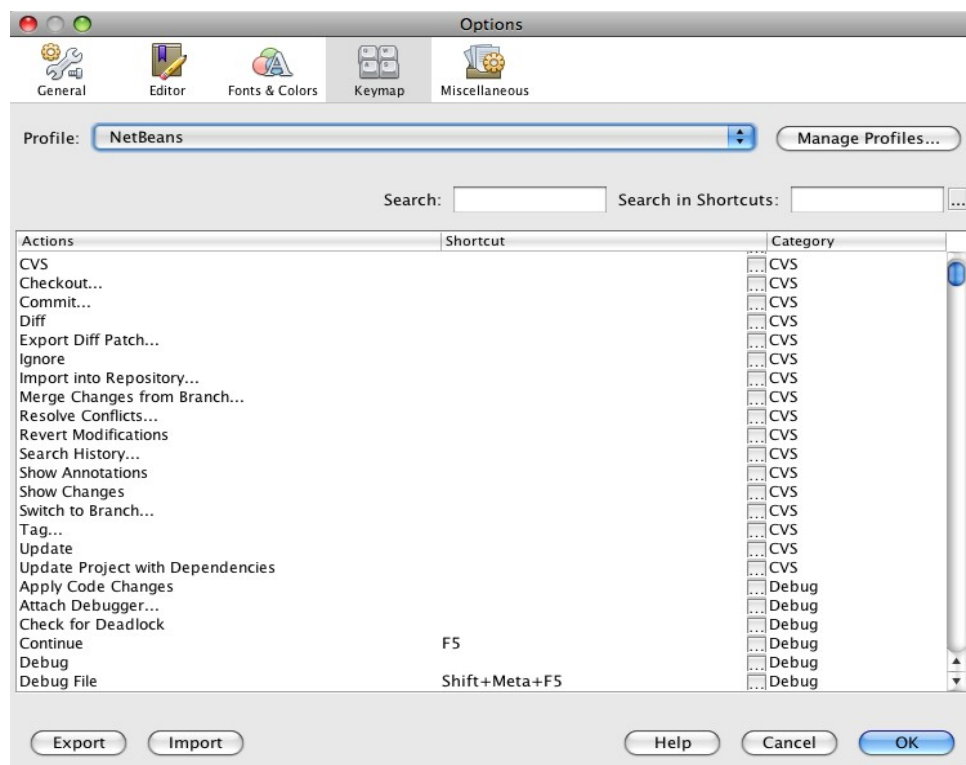 Options
General Editor Fonts & Colors Keymap Miscellaneous
Profile: NetBeans Manage Profiles...
Search: Search in Shortcuts: ...
Actions Shortcut Category
CVS ... CVS
Checkout... ... CVS
Commit... ... CVS
Diff ... CVS
Export Diff Patch... ... CVS
Ignore ... CVS
Import into Repository... ... CVS
Merge Changes from Branch... ... CVS
Resolve Conflicts... ... CVS
Revert Modifications ... CVS
Search History... ... CVS
Show Annotations ... CVS
Show Changes ... CVS
Switch to Branch... ... CVS
Tag... ... CVS
Update ... CVS
Update Project with Dependencies ... CVS
Apply Code Changes ... Debug
Attach Debugger... ... Debug
Check for Deadlock ... Debug
Continue F5 ... Debug
Debug ... Debug
Debug File Shift+Meta+F5 ... Debug
Export Import Help Cancel OK